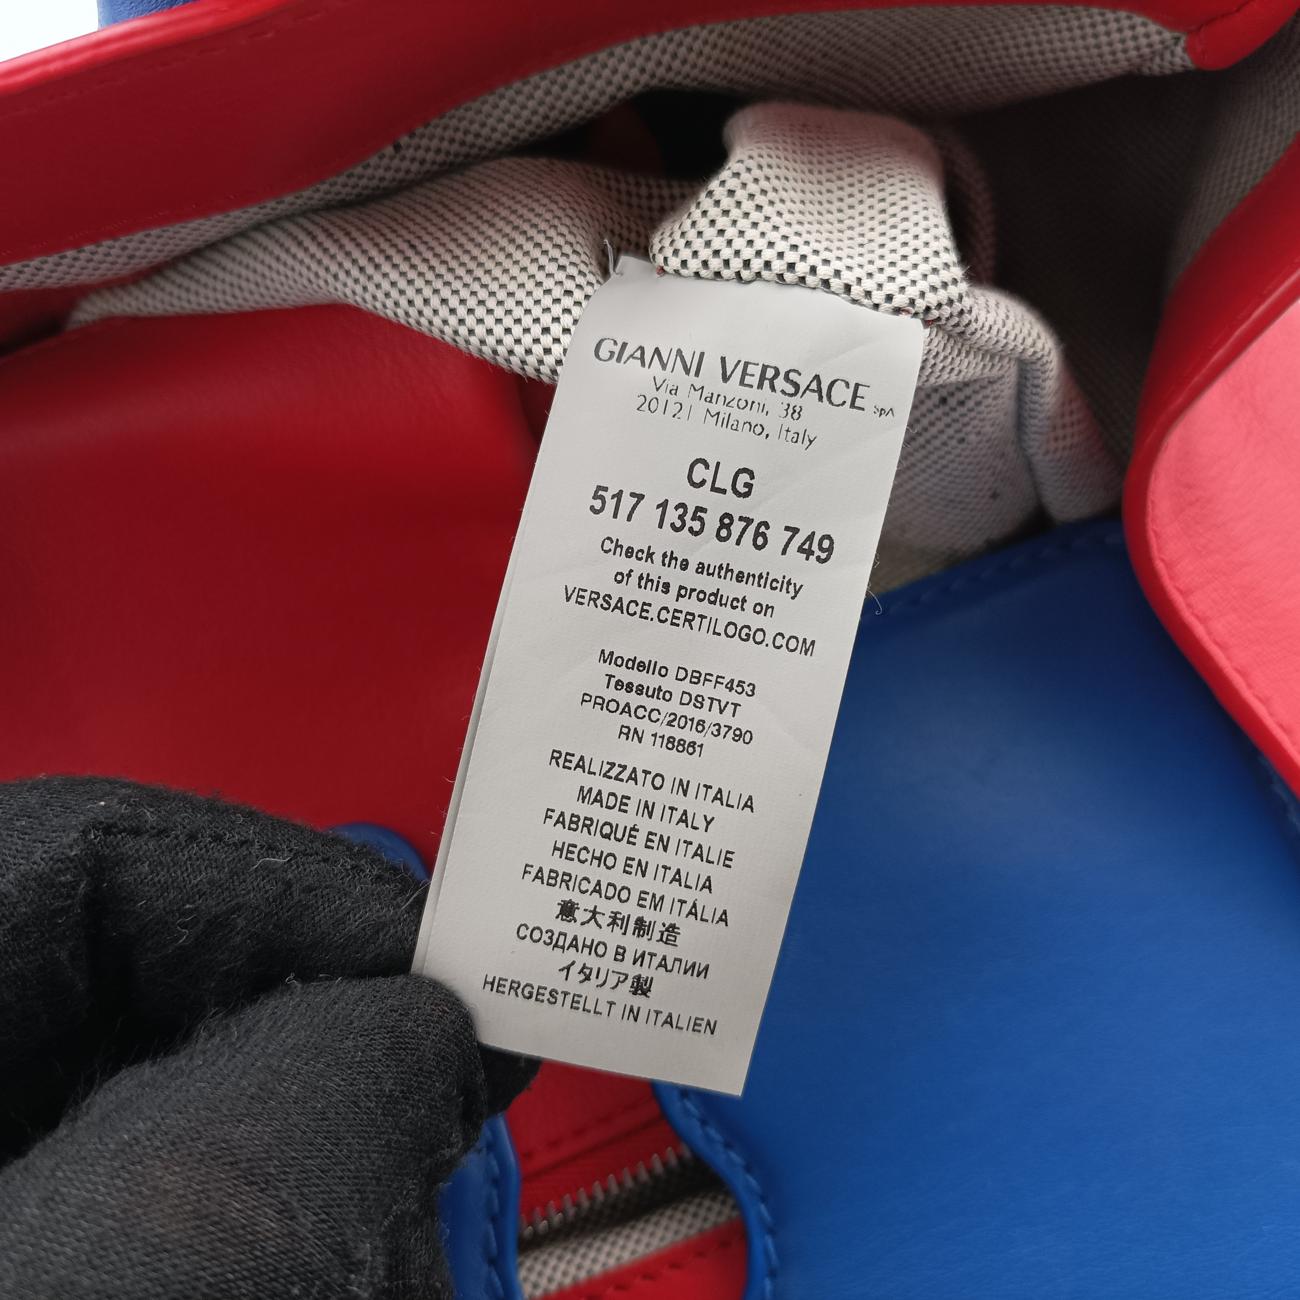 GIANNI VERSACE SpA
Via Manzoni, 38
20121 Milano, Italy
CLG
517 135 876 749
Check the authenticity
of this product on
VERSACE.CERTILOGO.COM
Modello DBFF453
Tessuto DSTVT
PROACC/2016/3790
RN 118861
REALIZZATO IN ITALIA
MADE IN ITALY
FABRIQUÉ EN ITALIE
HECHO EN ITALIA
FABRICADO EM ITÁLIA
意大利制造
СОЗДАНО В ИТАЛИИ
イタリア製
HERGESTELLT IN ITALIEN